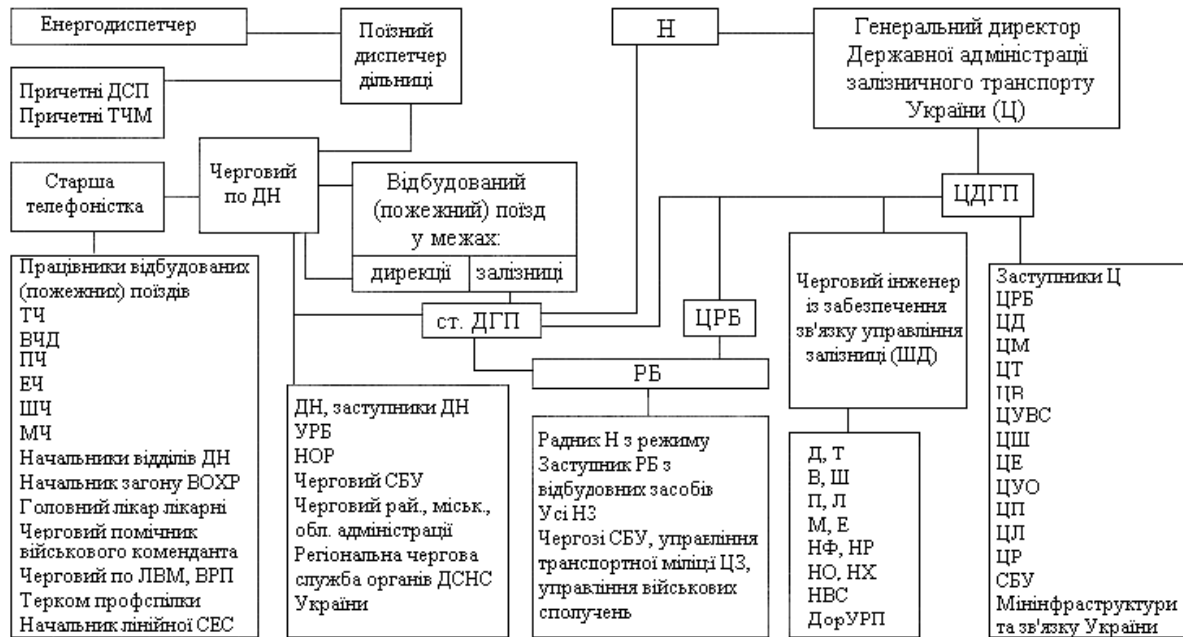 Енергодиспетчер
Поїзний
диспетчер
дільниці
Н
Генеральний директор
Державної адміністрації
залізничного транспорту
України (Ц)
Причетні ДСП
Причетні ТЧМ
Старша
телефоністка
Черговий
по ДН
Відбудований
(пожежний) поїзд
у межах:
дирекції
залізниці
ЦДГП
ст. ДГП
ЦРБ
РБ
Черговий інженер
із забезпечення
зв'язку управління
залізниці (ШД)
Працівники відбудованих
(пожежних) поїздів
ТЧ
ВЧД
ПЧ
ЕЧ
ШЧ
МЧ
Начальники відділів ДН
Начальник загону ВОХР
Головний лікар лікарні
Черговий помічник
військового коменданта
Черговий по ЛВМ, ВРП
Терком профспілки
Начальник лінійної СЕС
ДН, заступники ДН
УРБ
НОР
Черговий СБУ
Черговий рай., міськ.,
обл. адміністрації
Регіональна чергова
служба органів ДСНС
України
Радник Н з режиму
Заступник РБ з
відбудовних засобів
Усі НЗ
Чергозі СБУ, управління
транспортної міліції ЦЗ,
управління військових
сполучень
Д, Т
В, Ш
П, Л
М, Е
НФ, НР
НО, НХ
НВС
ДорУРП
Заступники Ц
ЦРБ
ЦД
ЦМ
ЦТ
ЦВ
ЦУВС
ЦШ
ЦЕ
ЦУО
ЦП
ЦЛ
ЦР
СБУ
Мінінфраструктури
та зв'язку України